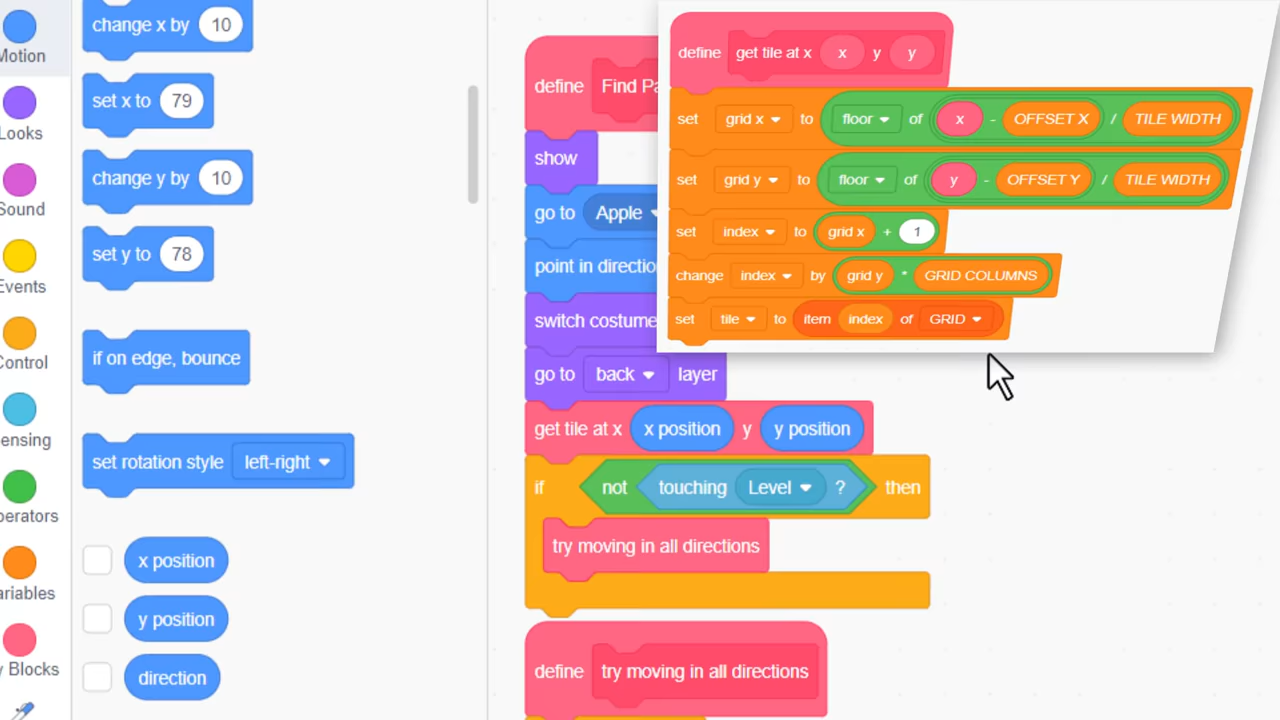 Motion
Looks
Sound
Events
Control
ensing
perators
ariables
y Blocks
change x by 10
set x to 79
change y by 10
set y to 78
if on edge, bounce
set rotation style left-right
x position
y position
direction
define Find Pa
show
go to Apple
point in directio
switch costume
go to back layer
get tile at x x position y y position
if not touching Level ? then
try moving in all directions
define try moving in all directions
define get tile at x x y y
set grid x to floor of x - OFFSET X / TILE WIDTH
set grid y to floor of y - OFFSET Y / TILE WIDTH
set index to grid x + 1
change index by grid y * GRID COLUMNS
set tile to item index of GRID